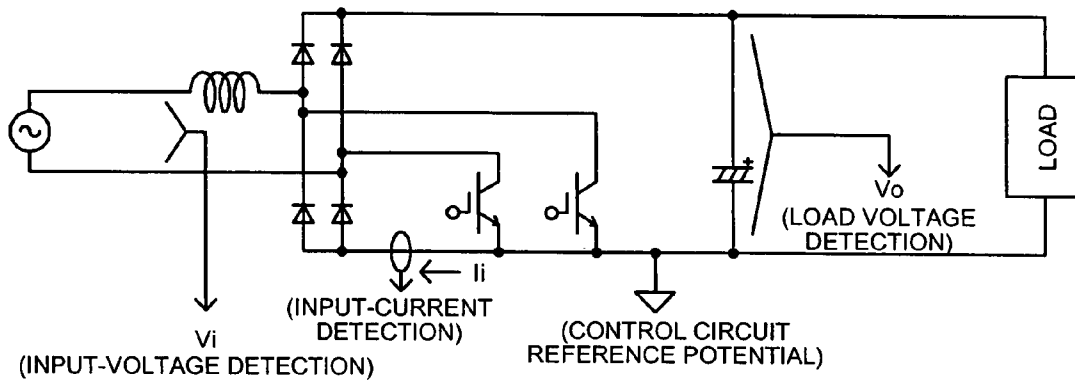 LOAD
Vo
(LOAD VOLTAGE
DETECTION)
Ii
(INPUT-CURRENT
DETECTION)
(CONTROL CIRCUIT
REFERENCE POTENTIAL)
Vi
(INPUT-VOLTAGE DETECTION)
+